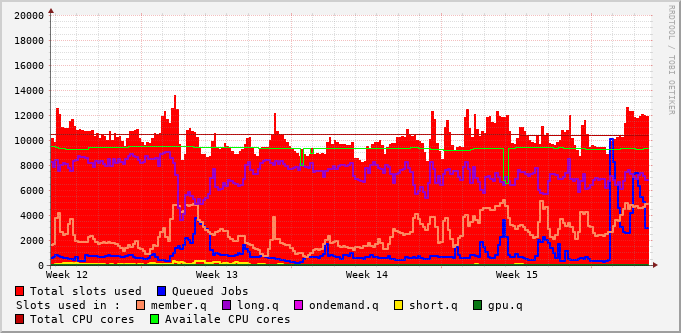 20000
18000
16000
14000
12000
10000
8000
6000
4000
2000
0
Week 12 Week 13 Week 14 Week 15
Total slots used Queued Jobs
Slots used in : member.q long.q ondemand.q short.q gpu.q
Total CPU cores Availale CPU cores
RRDTOOL / TOBI OETIKER